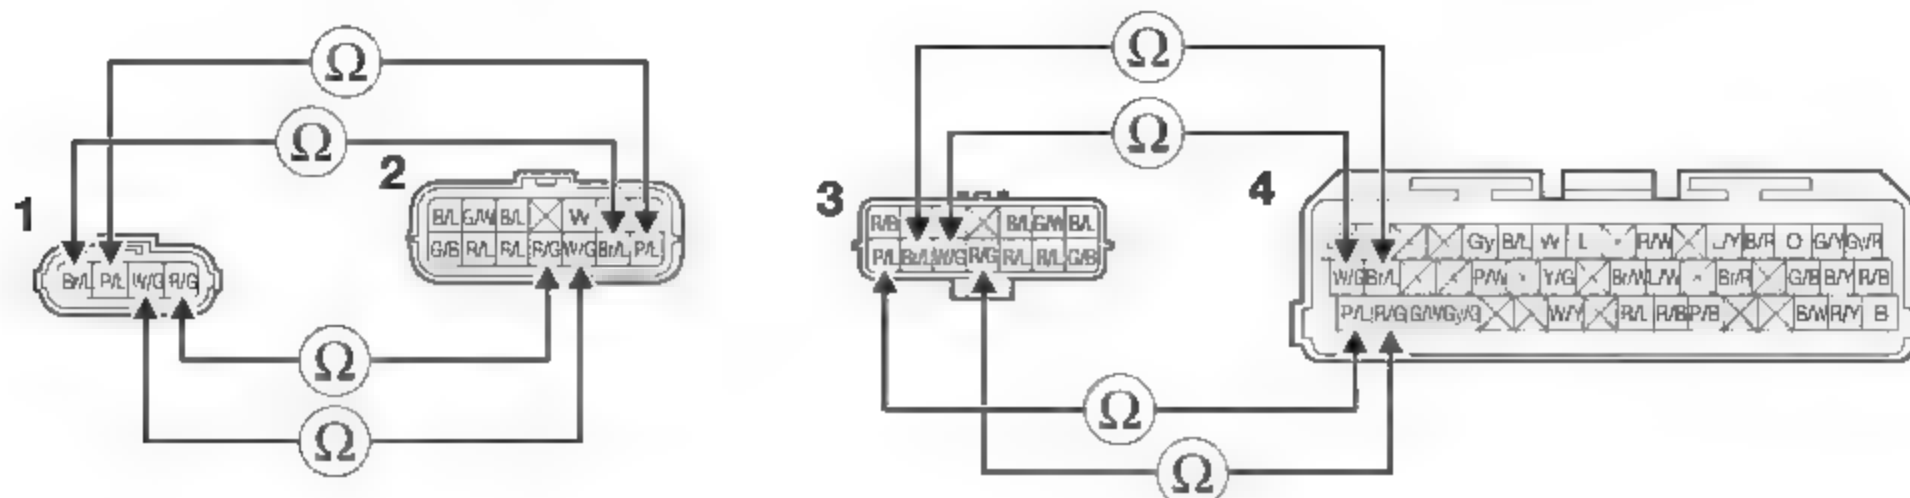 Ω
Ω
1
2
B/L G/W B/L W
G/B R/L R/L R/G W/G Br/L P/L
Br/L P/L W/G R/G
Ω
Ω
Ω
Ω
3
4
R/B R/L G/W B/L
P/L Br/L W/G R/G R/L R/L G/B
Gy B/L W L R/W L/Y B/R O G/Y Gy/R
W/G Br/L P/W Y/G Br/W L/W Br/R G/B B/Y R/B
P/L R/G G/W Gy/G W/Y R/L R/B P/B B/W R/Y B
Ω
Ω